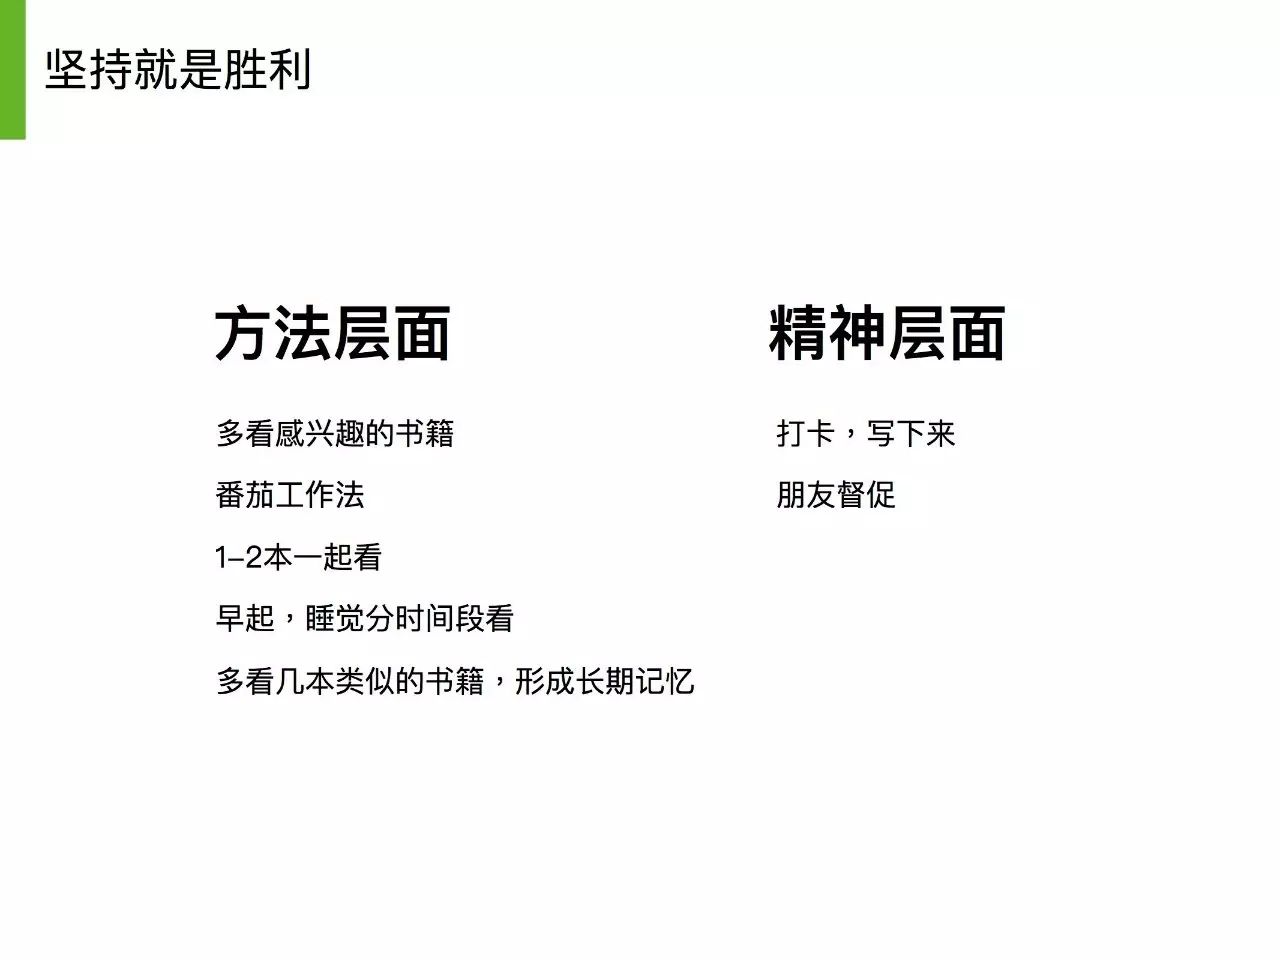 坚持就是胜利
方法层面
多看感兴趣的书籍
番茄工作法
1-2本一起看
早起，睡觉分时间段看
多看几本类似的书籍，形成长期记忆
精神层面
打卡，写下来
朋友督促